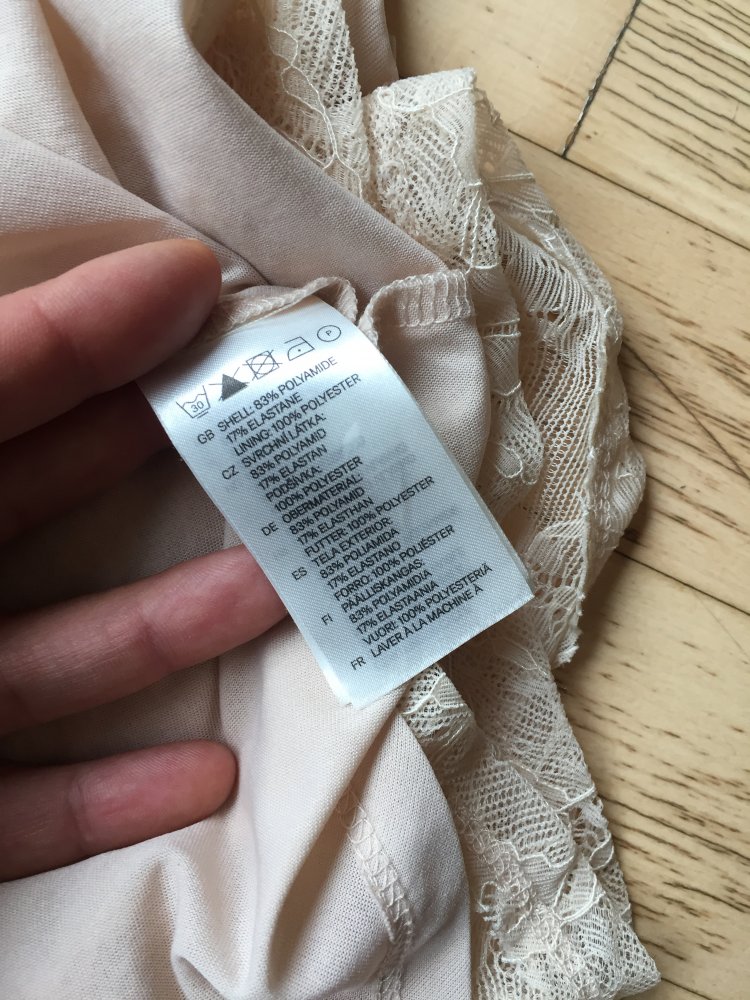 30 P
GB SHELL: 83% POLYAMIDE
17% ELASTANE
LINING: 100% POLYESTER
CZ SVRCHNÍ LÁTKA:
83% POLYAMID
17% ELASTAN
PODŠÍVKA:
100% POLYESTER
DE OBERMATERIAL:
83% POLYAMID
17% ELASTHAN
FUTTER: 100% POLYESTER
ES TELA EXTERIOR:
83% POLIAMIDA
17% ELASTANO
FORRO: 100% POLIÉSTER
FI PÄÄLLISKANGAS:
83% POLYAMIDIA
17% ELASTAANIA
VUORI: 100% POLYESTERIÄ
FR LAVER À LA MACHINE À